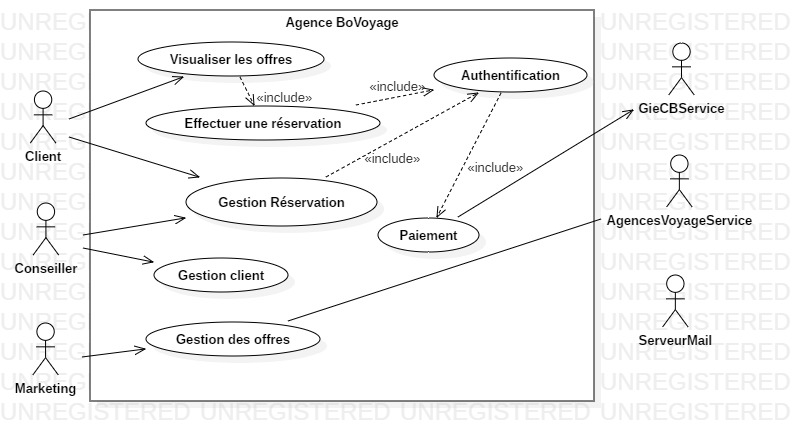 Agence BoVoyage
Visualiser les offres
«include»
Effectuer une réservation
«include»
Authentification
«include»
«include»
Gestion Réservation
Paiement
Gestion client
Gestion des offres
Client
Conseiller
Marketing
GieCBService
AgencesVoyageService
ServeurMail
UNREGISTERED UNREGISTERED UNREGISTERED UNREGISTERED